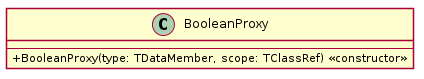 C BooleanProxy
+BooleanProxy(type: TDataMember, scope: TClassRef) «constructor»